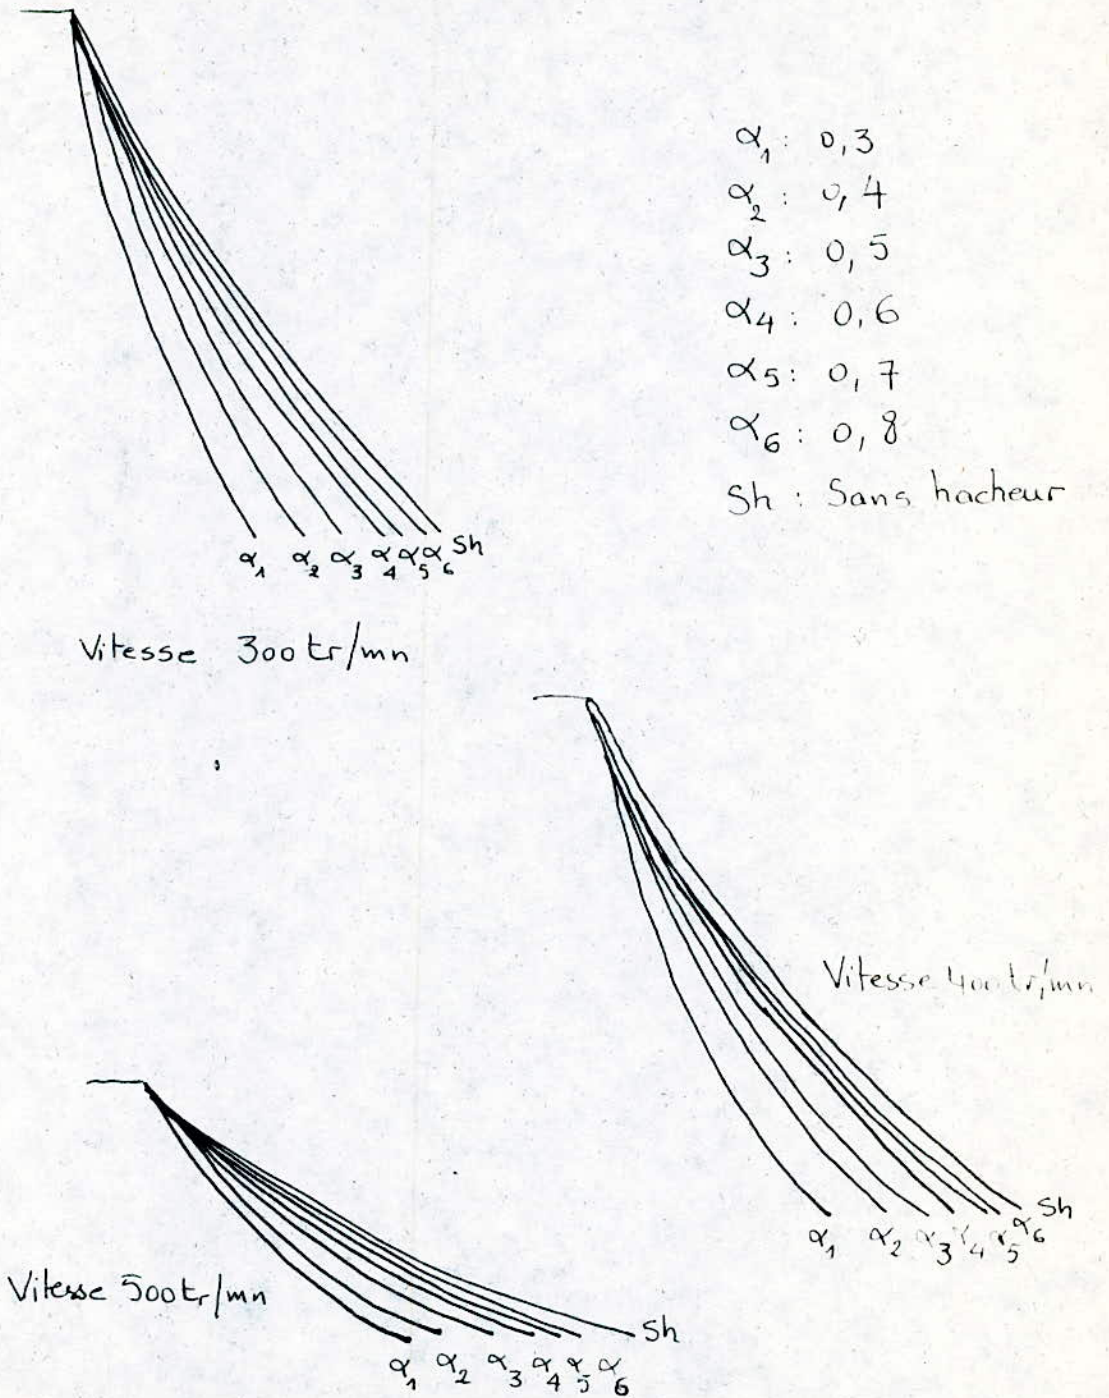 α₁ : 0,3
α₂ : 0,4
α₃ : 0,5
α₄ : 0,6
α₅ : 0,7
α₆ : 0,8
Sh : Sans hacheur
α₁ α₂ α₃ α₄ α₅ α₆ Sh
Vitesse 300 tr/mn
Vitesse 400 tr/mn
α₁ α₂ α₃ α₄ α₅ α₆ Sh
Vitesse 500 tr/mn
Sh
α₁ α₂ α₃ α₄ α₅ α₆